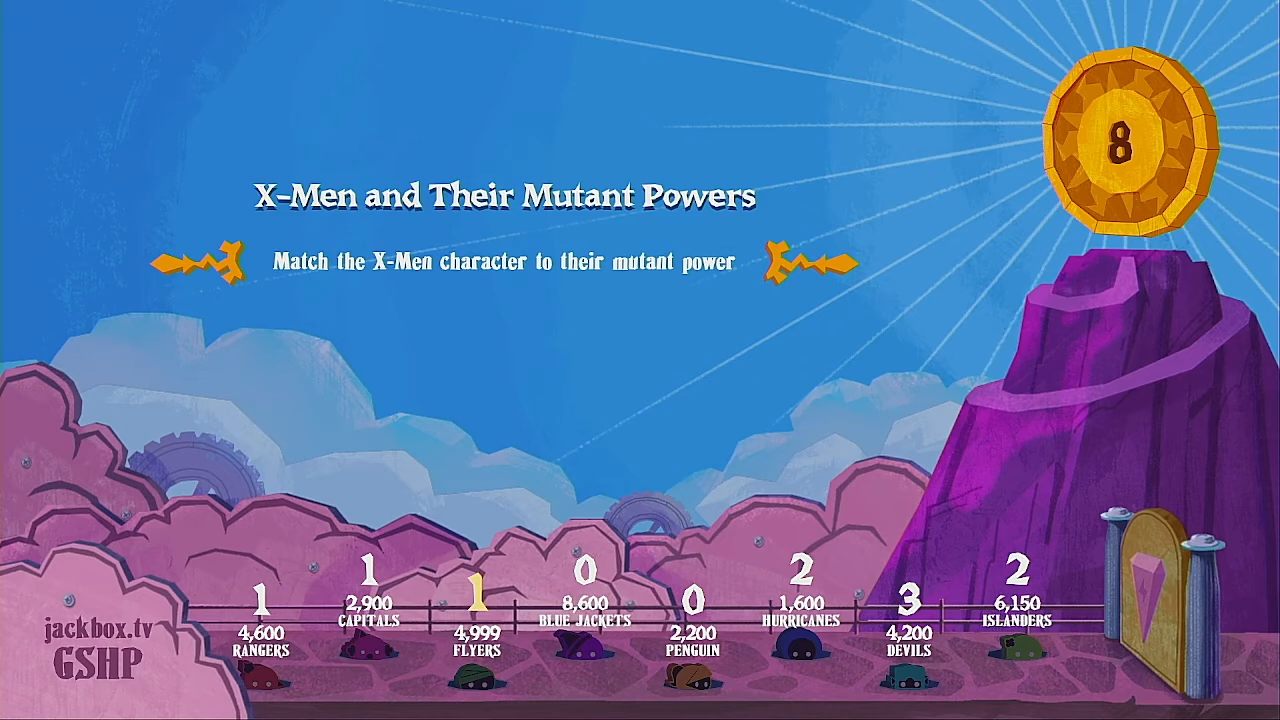 8
X-Men and Their Mutant Powers
Match the X-Men character to their mutant power
1
4,600
RANGERS
1
2,900
CAPITALS
1
4,999
FLYERS
0
8,600
BLUE JACKETS
0
2,200
PENGUIN
2
1,600
HURRICANES
3
4,200
DEVILS
2
6,150
ISLANDERS
jackbox.tv
GSHP